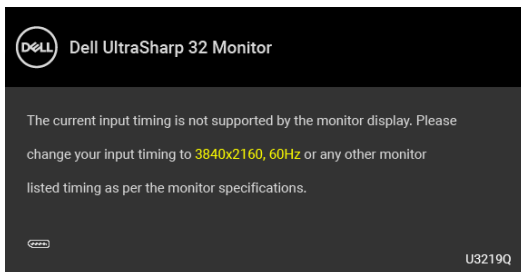 DELL
Dell UltraSharp 32 Monitor
The current input timing is not supported by the monitor display. Please
change your input timing to 3840x2160, 60Hz or any other monitor
listed timing as per the monitor specifications.
U3219Q